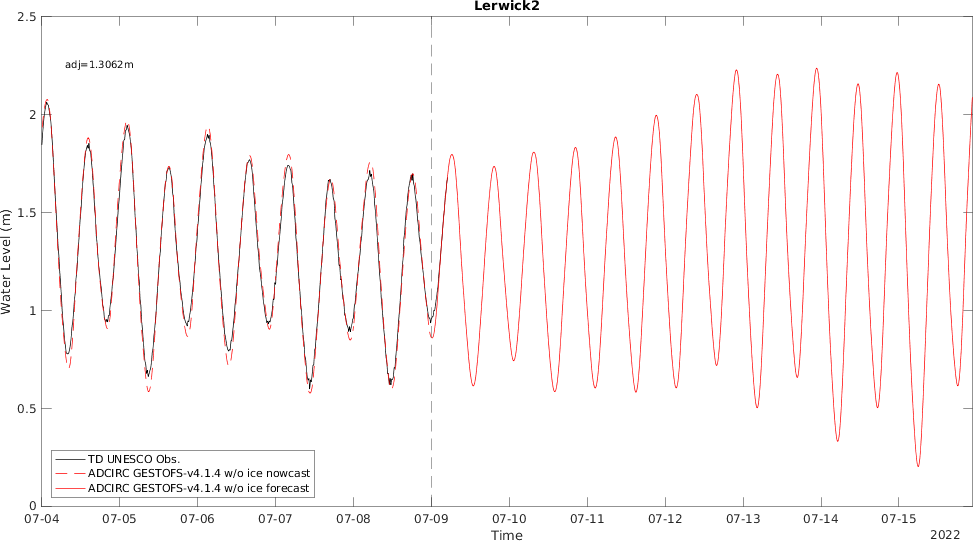 Lerwick2
2.5
adj=1.3062m
2
1.5
Water Level (m)
1
0.5
TD UNESCO Obs.
ADCIRC GESTOFS-v4.1.4 w/o ice nowcast
ADCIRC GESTOFS-v4.1.4 w/o ice forecast
0
07-04 07-05 07-06 07-07 07-08 07-09 07-10 07-11 07-12 07-13 07-14 07-15
Time
2022